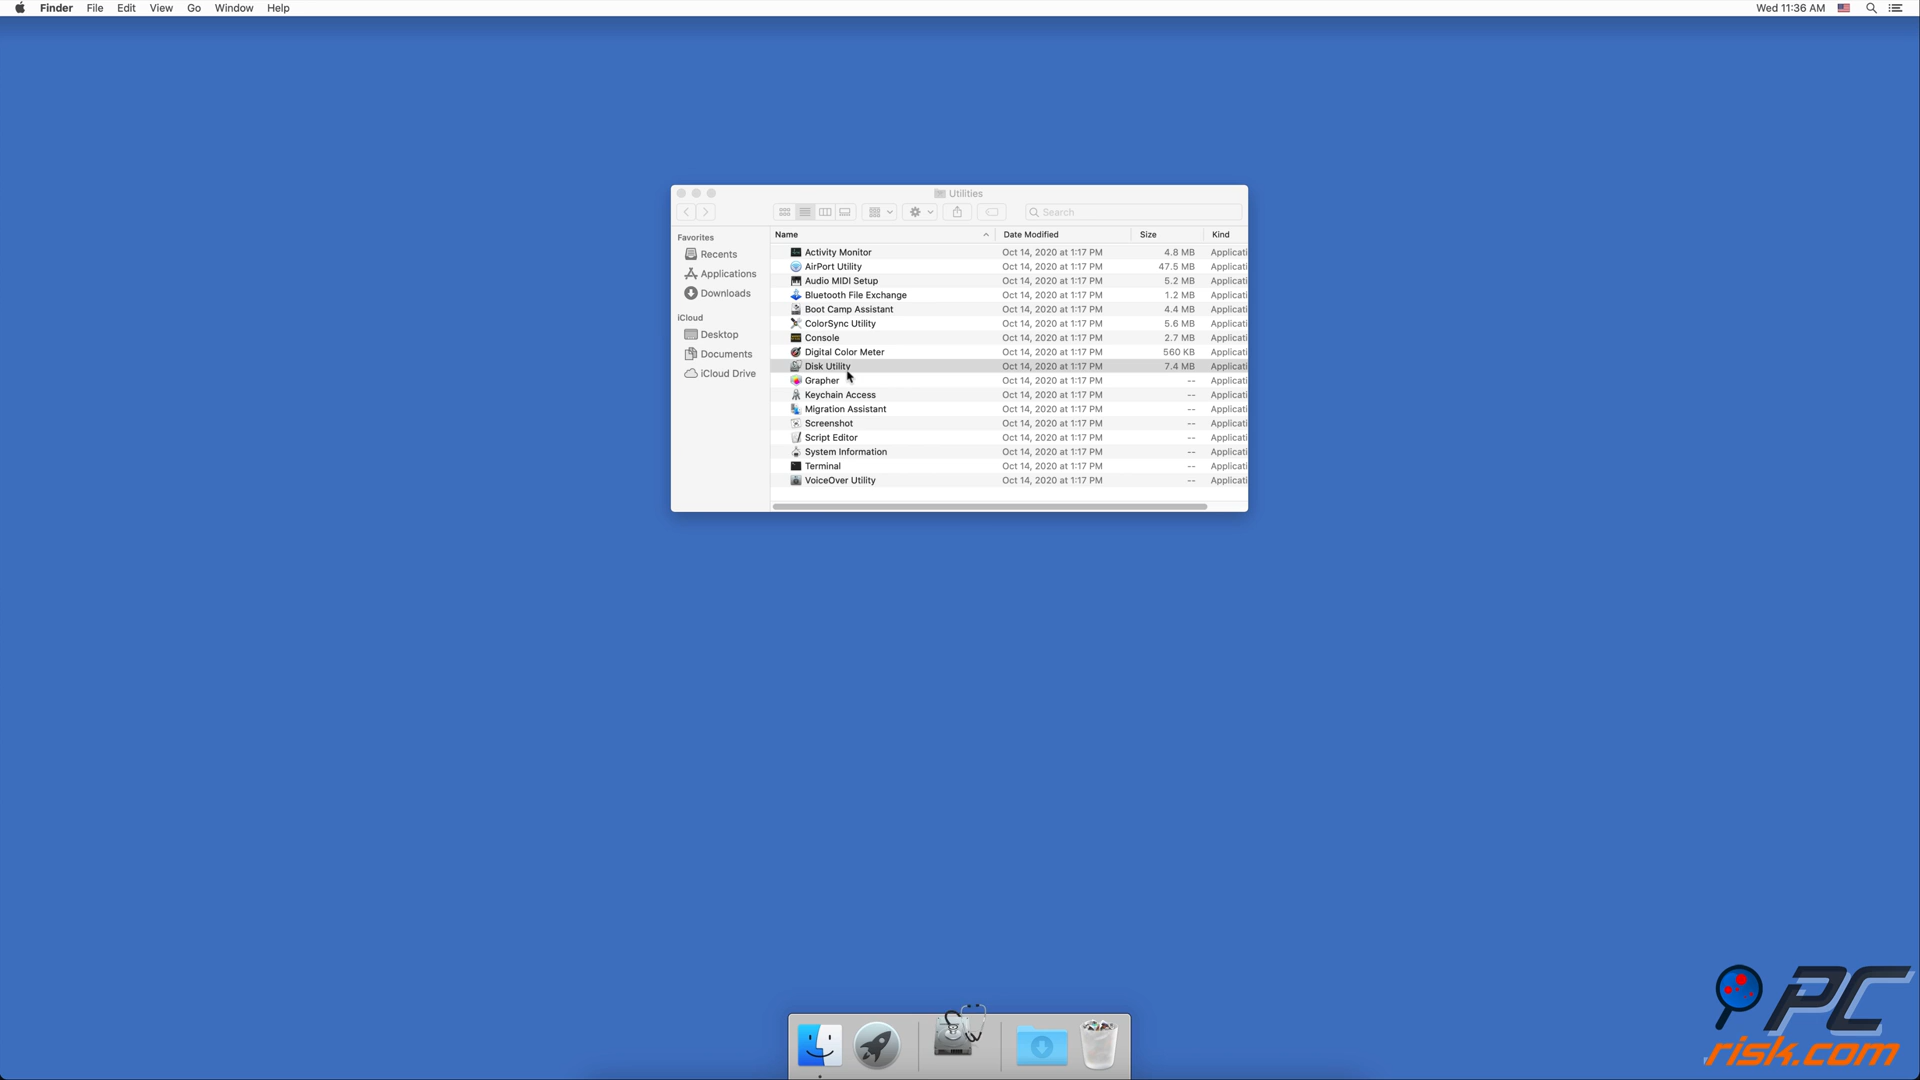 Finder File Edit View Go Window Help Wed 11:36 AM
Utilities
Search
Favorites
Recents
Applications
Downloads
iCloud
Desktop
Documents
iCloud Drive
Name Date Modified Size Kind
Activity Monitor Oct 14, 2020 at 1:17 PM 4.8 MB Applicati
AirPort Utility Oct 14, 2020 at 1:17 PM 47.5 MB Applicati
Audio MIDI Setup Oct 14, 2020 at 1:17 PM 5.2 MB Applicati
Bluetooth File Exchange Oct 14, 2020 at 1:17 PM 1.2 MB Applicati
Boot Camp Assistant Oct 14, 2020 at 1:17 PM 4.4 MB Applicati
ColorSync Utility Oct 14, 2020 at 1:17 PM 5.6 MB Applicati
Console Oct 14, 2020 at 1:17 PM 2.7 MB Applicati
Digital Color Meter Oct 14, 2020 at 1:17 PM 560 KB Applicati
Disk Utility Oct 14, 2020 at 1:17 PM 7.4 MB Applicati
Grapher Oct 14, 2020 at 1:17 PM -- Applicati
Keychain Access Oct 14, 2020 at 1:17 PM -- Applicati
Migration Assistant Oct 14, 2020 at 1:17 PM -- Applicati
Screenshot Oct 14, 2020 at 1:17 PM -- Applicati
Script Editor Oct 14, 2020 at 1:17 PM -- Applicati
System Information Oct 14, 2020 at 1:17 PM -- Applicati
Terminal Oct 14, 2020 at 1:17 PM -- Applicati
VoiceOver Utility Oct 14, 2020 at 1:17 PM -- Applicati
PC
risk.com